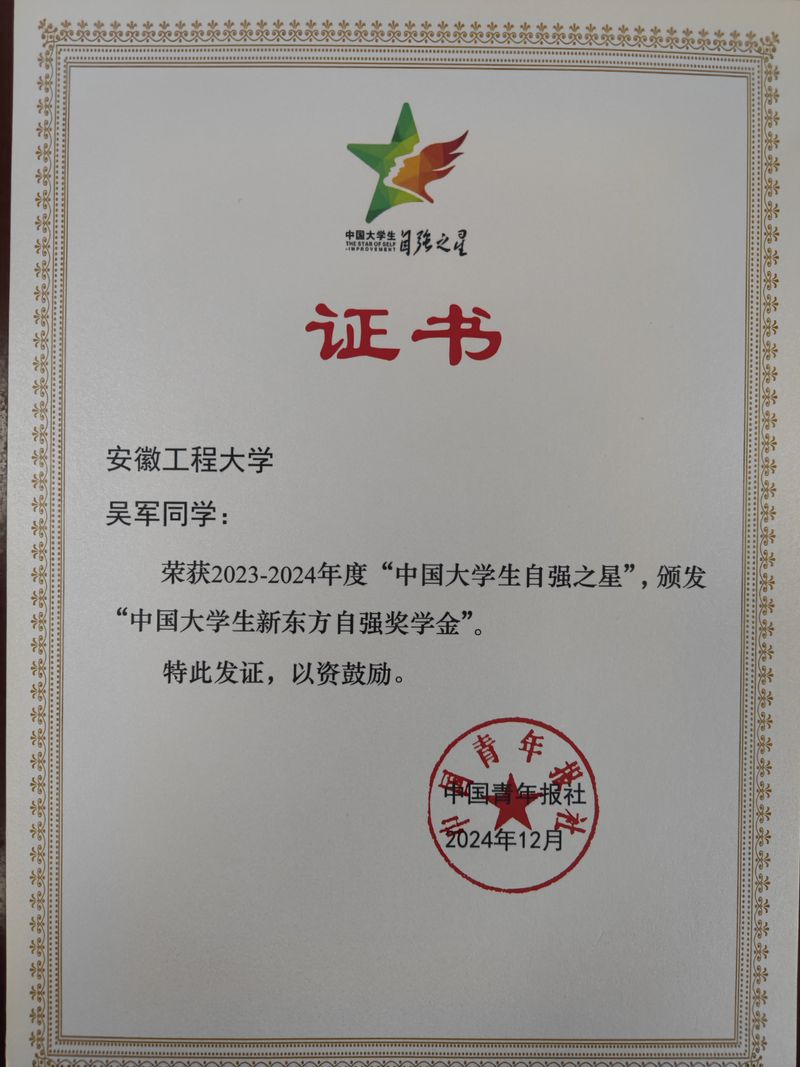 中国大学生
THE STAR OF SELF
-IMPROVEMENT
自强之星
证书
安徽工程大学
吴军同学：
荣获2023-2024年度“中国大学生自强之星”，颁发
“中国大学生新东方自强奖学金”。
特此发证，以资鼓励。
中国青年报社
中国青年报社
2024年12月